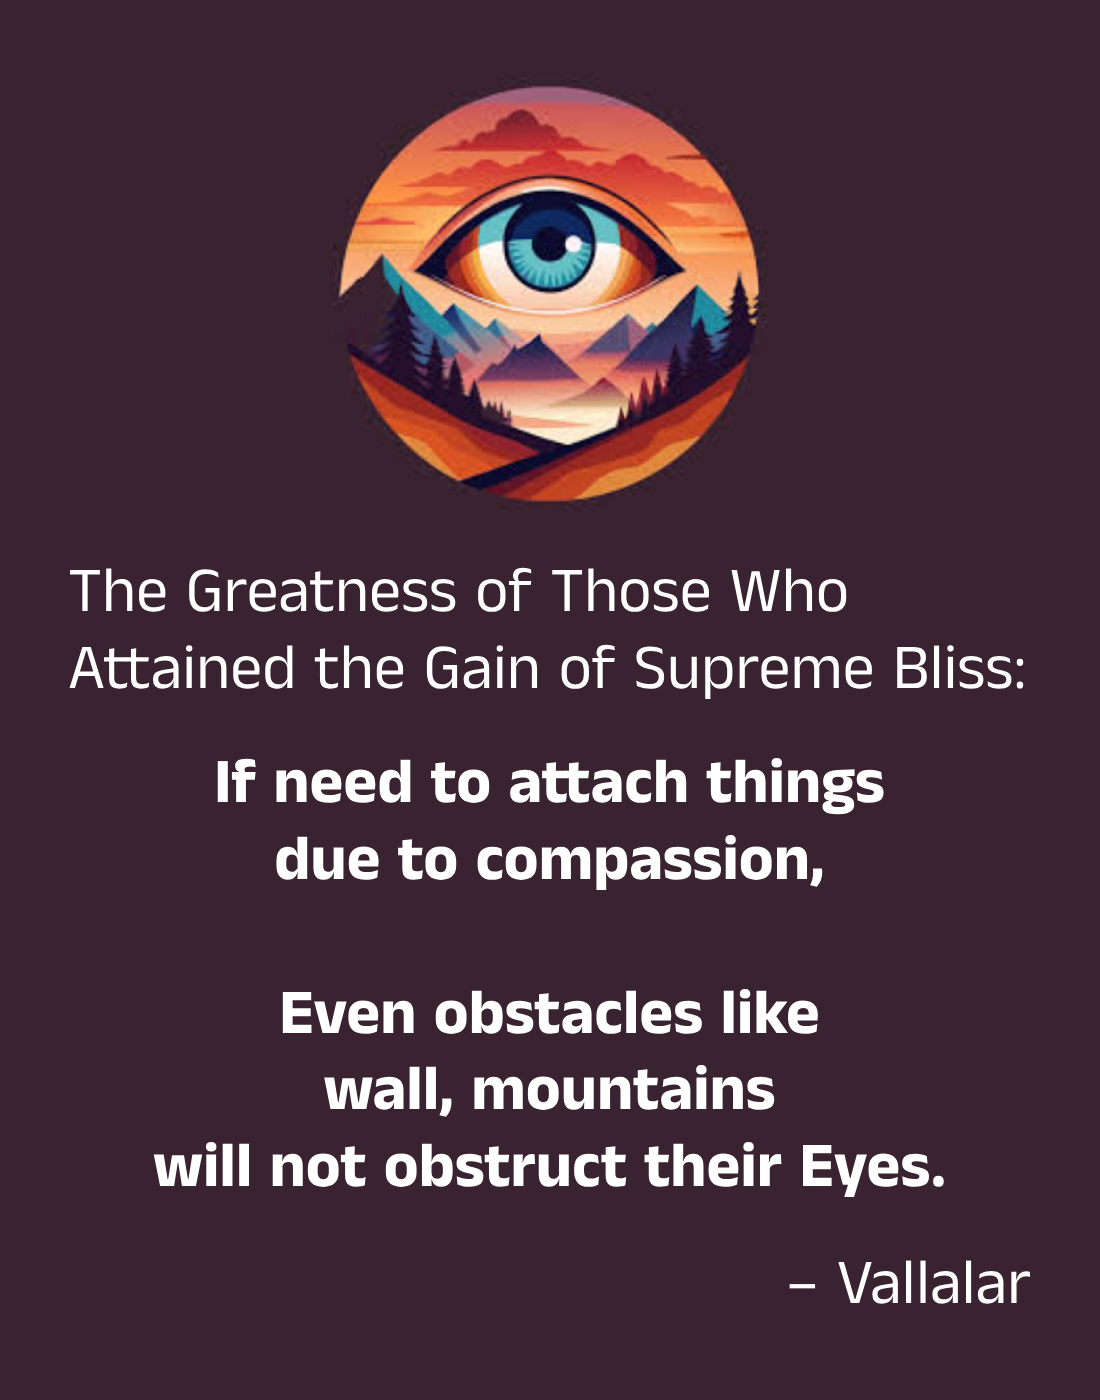 The Greatness of Those Who
Attained the Gain of Supreme Bliss:
If need to attach things
due to compassion,
Even obstacles like
wall, mountains
will not obstruct their Eyes.
– Vallalar